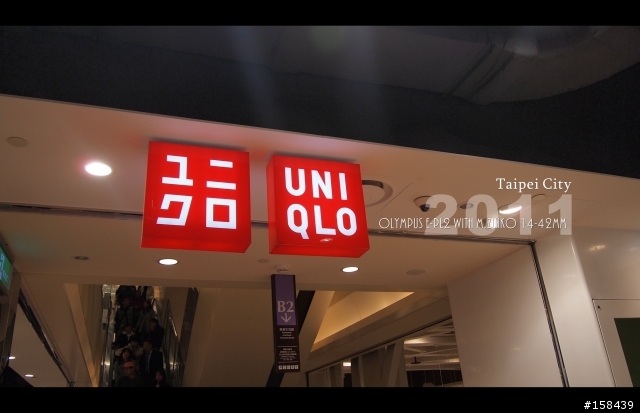 ユニ
クロ
UNI
QLO
Taipei City
2011
OLYMPUS E-PL2 WITH M.ZUIKO 14-42MM
B2
#158439